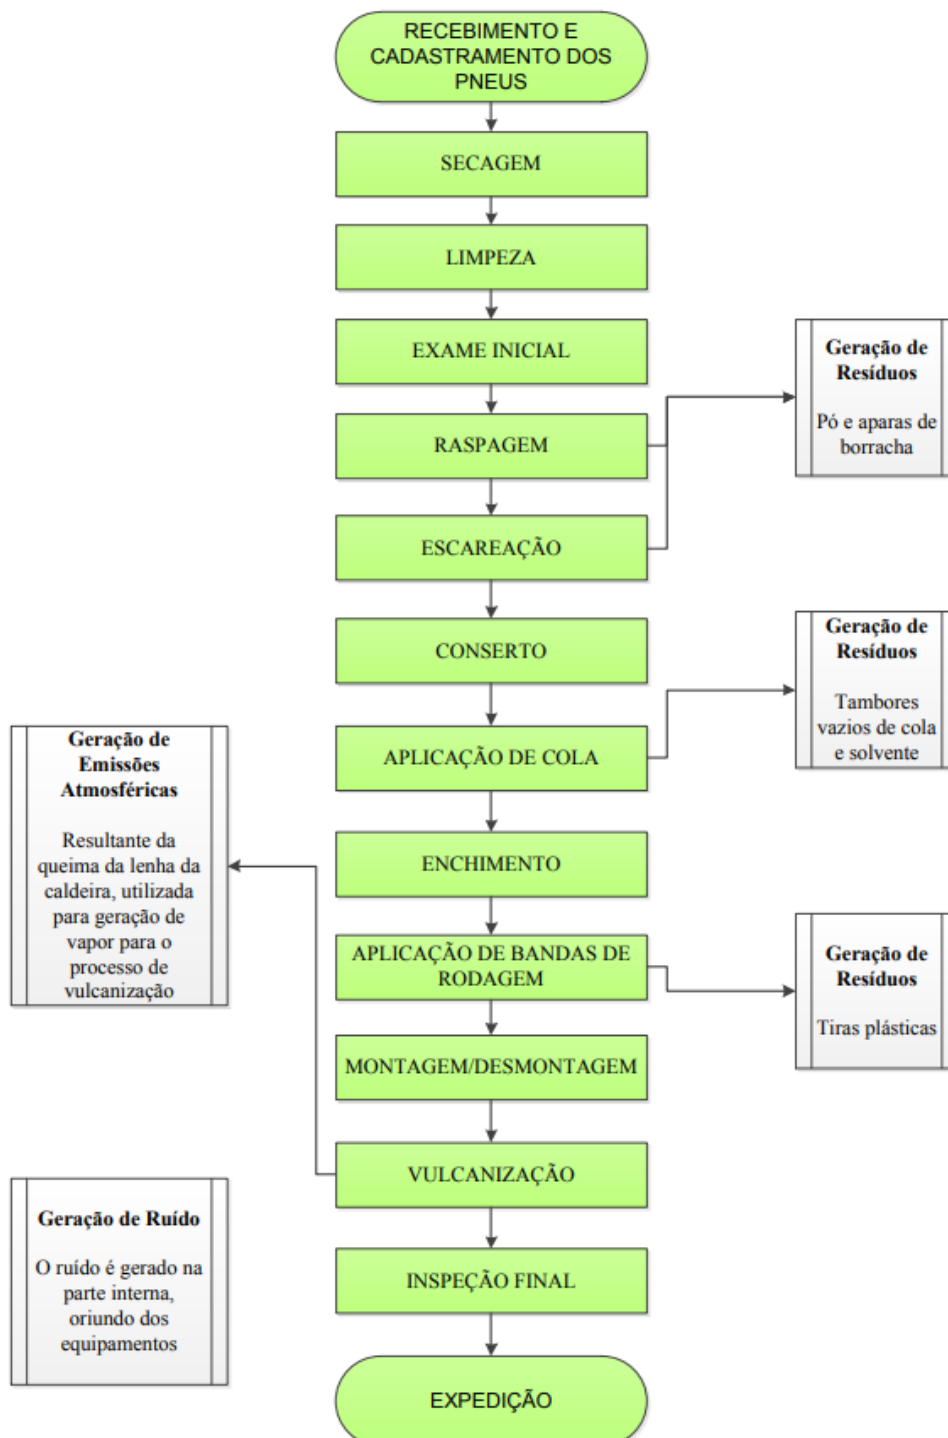 RECEBIMENTO E
CADASTRAMENTO DOS
PNEUS
SECAGEM
LIMPEZA
EXAME INICIAL
RASPAGEM
ESCAREAÇÃO
CONSERTO
APLICAÇÃO DE COLA
ENCHIMENTO
APLICAÇÃO DE BANDAS DE
RODAGEM
MONTAGEM/DESMONTAGEM
VULCANIZAÇÃO
INSPEÇÃO FINAL
EXPEDIÇÃO
Geração de
Resíduos
Pó e aparas de
borracha
Geração de
Resíduos
Tambores
vazios de cola
e solvente
Geração de
Resíduos
Tiras plásticas
Geração de
Emissões
Atmosféricas
Resultante da
queima da lenha da
caldeira, utilizada
para geração de
vapor para o
processo de
vulcanização
Geração de Ruído
O ruído é gerado na
parte interna,
oriundo dos
equipamentos